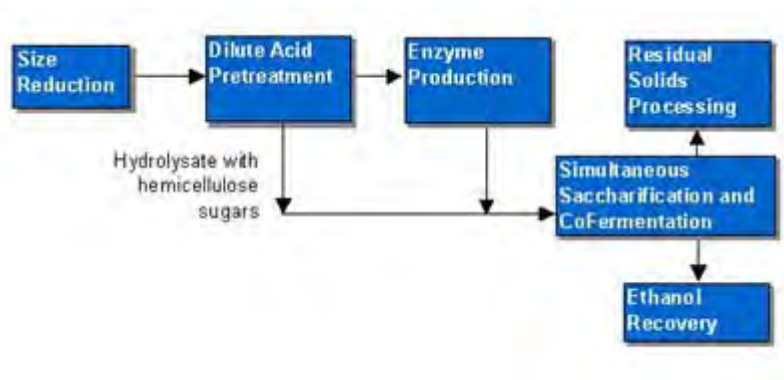 Size
Reduction
Dilute Acid
Pretreatment
Enzyme
Production
Residual
Solids
Processing
Hydrolysate with
hemicellulose
sugars
Simultaneous
Saccharification and
CoFermentation
Ethanol
Recovery